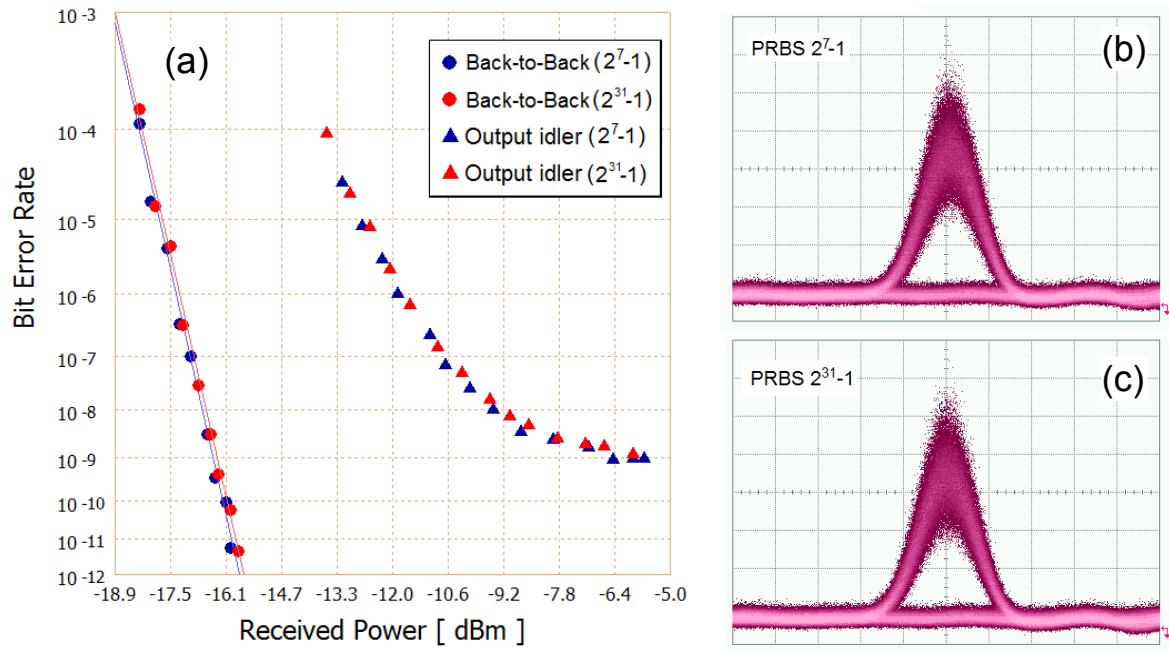 (a)
Back-to-Back (2⁷-1)
Back-to-Back (2³¹-1)
Output idler (2⁷-1)
Output idler (2³¹-1)
Bit Error Rate
10⁻³
10⁻⁴
10⁻⁵
10⁻⁶
10⁻⁷
10⁻⁸
10⁻⁹
10⁻¹⁰
10⁻¹¹
10⁻¹²
-18.9 -17.5 -16.1 -14.7 -13.3 -12.0 -10.6 -9.2 -7.8 -6.4 -5.0
Received Power [ dBm ]
PRBS 2⁷-1
(b)
PRBS 2³¹-1
(c)